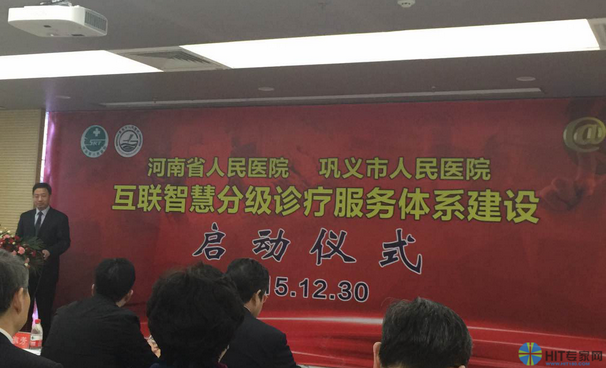 河南省人民医院 巩义市人民医院
互联智慧分级诊疗服务体系建设
启动仪式
15.12.30
@
HIT专家网